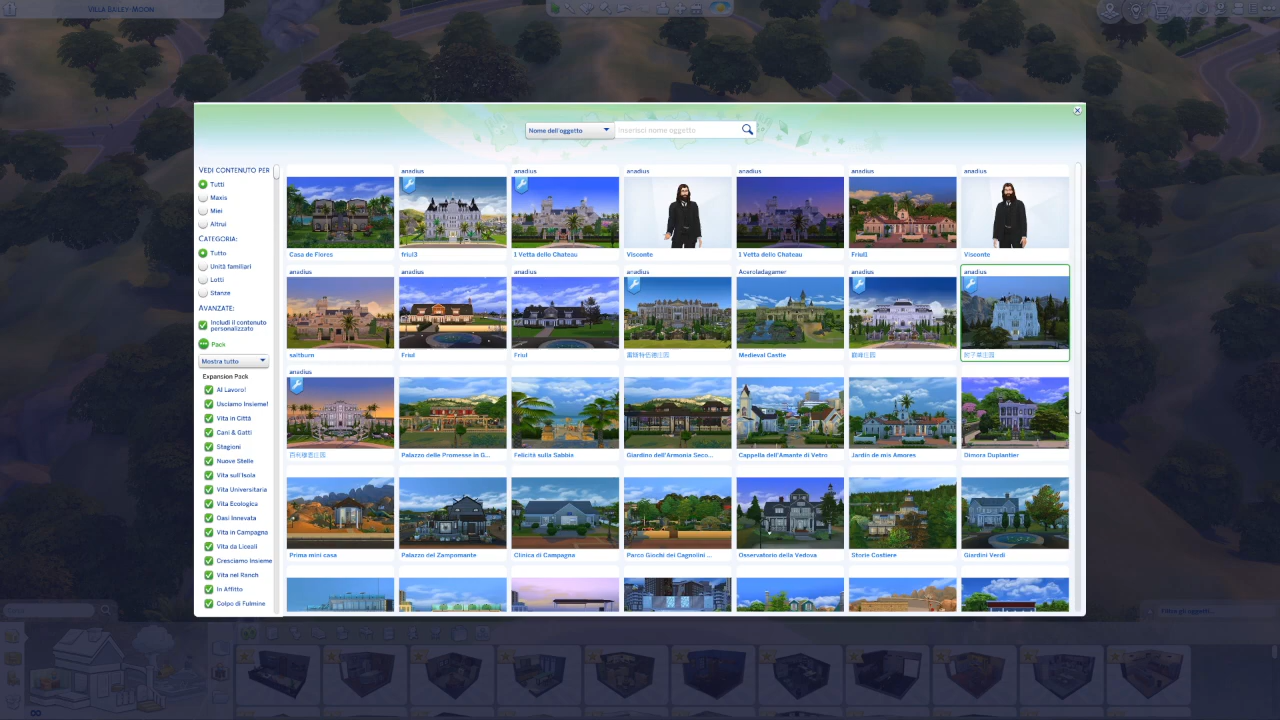 Villa Bailey-Moon
Nome dell'oggetto
Inserisci nome oggetto
Vedi contenuto per
Tutti
Maxis
Miei
Altrui
Categoria:
Tutto
Unità familiari
Lotti
Stanze
Avanzate:
Includi il contenuto
personalizzato
Pack
Mostra tutto
Expansion Pack
Al Lavoro!
Usciamo Insieme!
Vita in Città
Cani & Gatti
Stagioni
Nuove Stelle
Vita sull'Isola
Vita Universitaria
Vita Ecologica
Oasi Innevata
Vita in Campagna
Vita da Liceali
Cresciamo Insieme
Vita nel Ranch
In Affitto
Colpo di Fulmine
anadius
anadius
anadius
anadius
anadius
anadius
Casa de Flores
friul3
I Vetta dello Chateau
Visconte
I Vetta dello Chateau
Friul1
Visconte
anadius
anadius
anadius
anadius
Acaroladagamer
anadius
anadius
saltburn
Friul
Friul
Medieval Castle
anadius
Palazzo delle Promesse in G...
Felicità sulla Sabbia
Giardino dell'Armonia Seco...
Cappella dell'Amante di Vetro
Jardín de mis Amores
Dimora Duplantier
Prima mini casa
Palazzo del Zampomante
Clinica di Campagna
Parco Giochi dei Cagnolini ...
Osservatorio della Vedova
Storie Costiere
Giardini Verdi
Filtra gli oggetti...